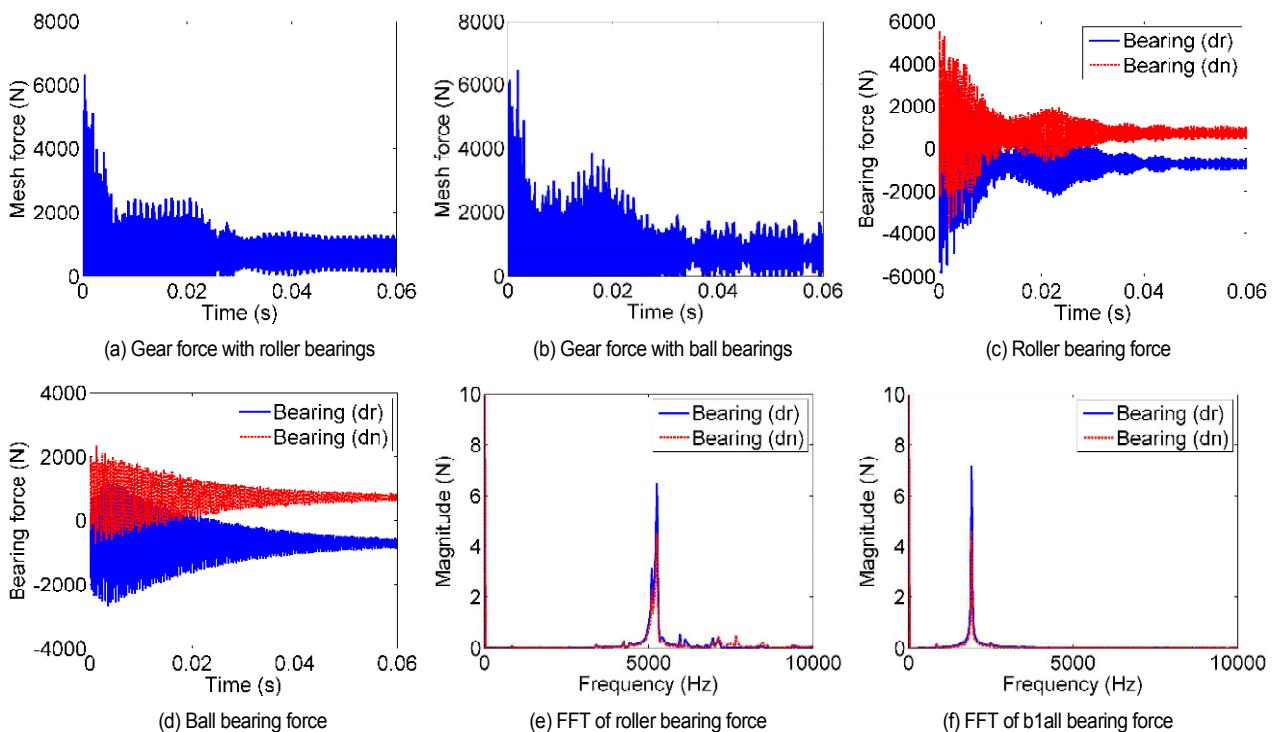 8000
6000
4000
2000
0
Mesh force (N)
0 0.02 0.04 0.06
Time (s)
(a) Gear force with roller bearings
8000
6000
4000
2000
0
Mesh force (N)
0 0.02 0.04 0.06
Time (s)
(b) Gear force with ball bearings
6000
4000
2000
0
-2000
-4000
-6000
Bearing force (N)
Bearing (dr)
Bearing (dn)
0 0.02 0.04 0.06
Time (s)
(c) Roller bearing force
4000
2000
0
-2000
-4000
Bearing force (N)
Bearing (dr)
Bearing (dn)
0 0.02 0.04 0.06
Time (s)
(d) Ball bearing force
10
8
6
4
2
0
Magnitude (N)
Bearing (dr)
Bearing (dn)
0 5000 10000
Frequency (Hz)
(e) FFT of roller bearing force
10
8
6
4
2
0
Magnitude (N)
Bearing (dr)
Bearing (dn)
0 5000 10000
Frequency (Hz)
(f) FFT of b1all bearing force